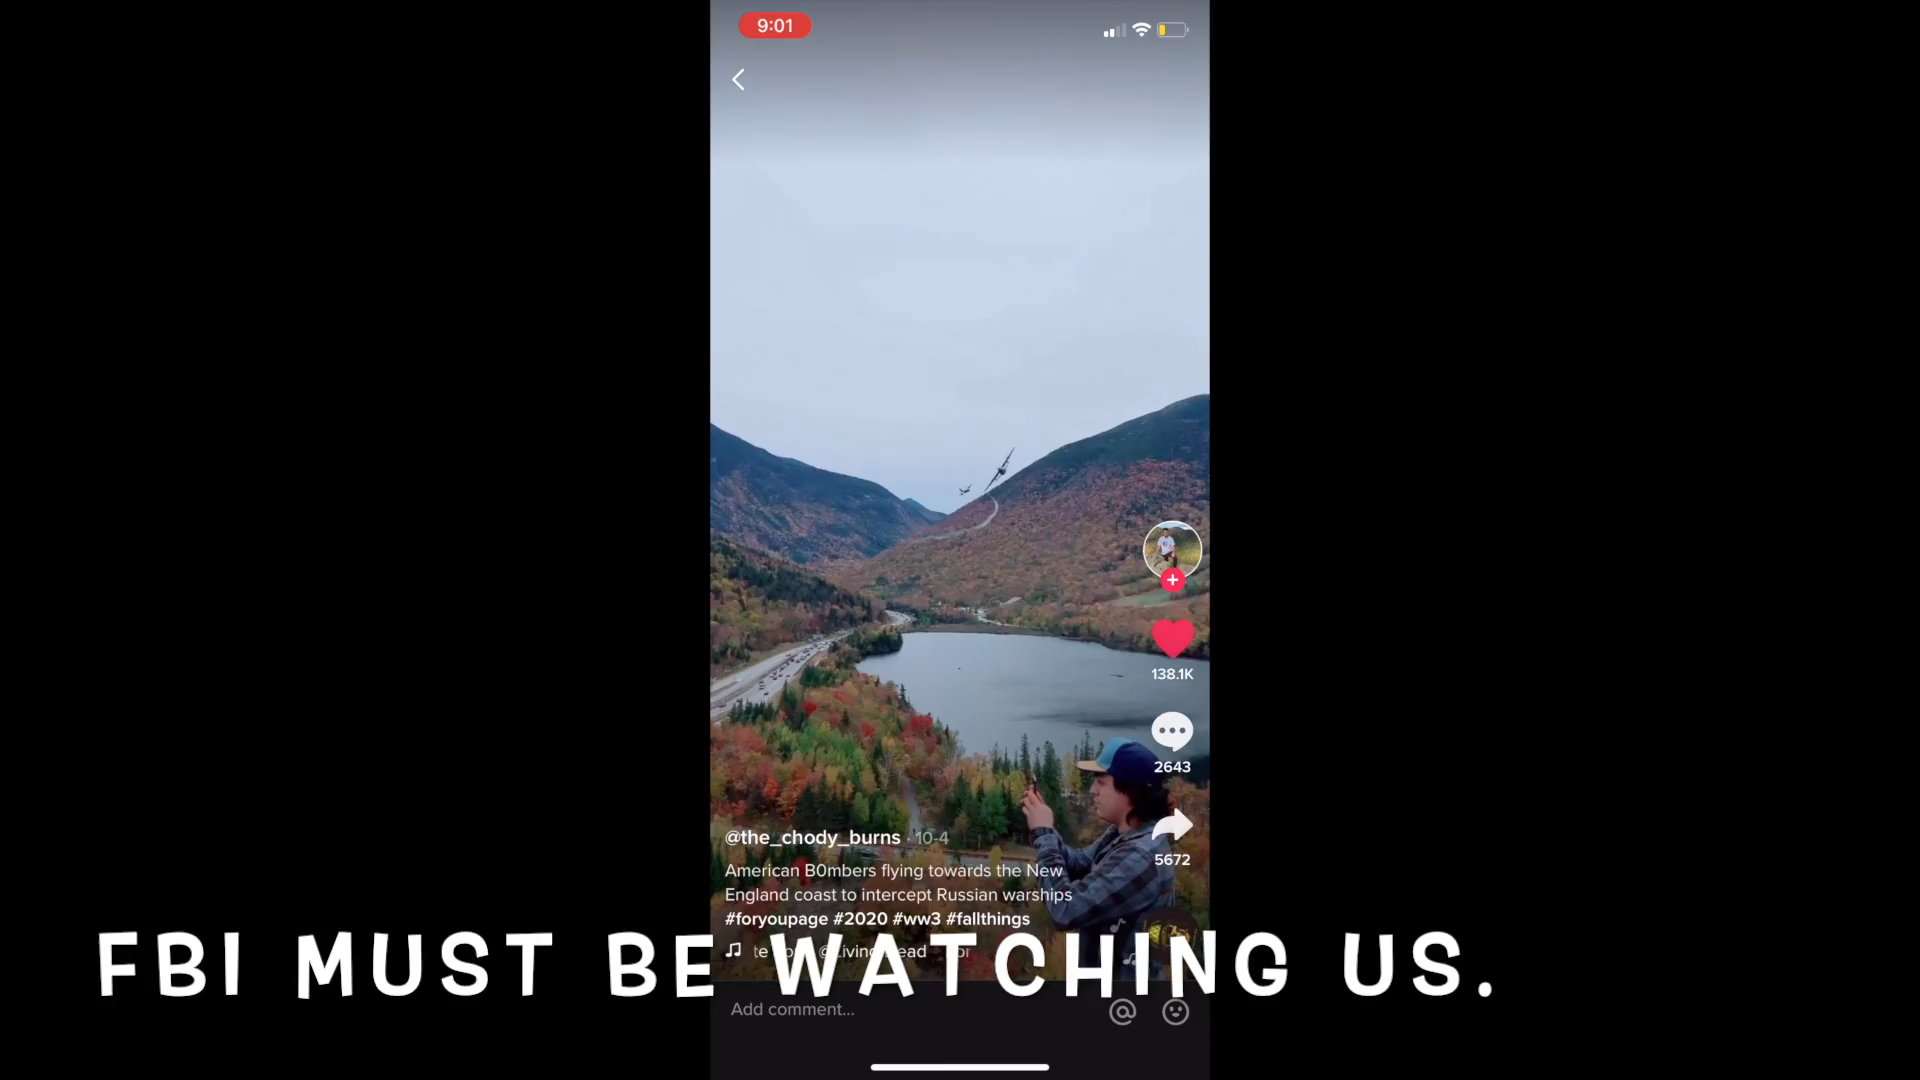 9:01
138.1K
2643
@the_chody_burns · 10-4
5672
American B0mbers flying towards the New
England coast to intercept Russian warships
#foryoupage #2020 #ww3 #fallthings
FBI MUST BE WATCHING US.
Add comment...